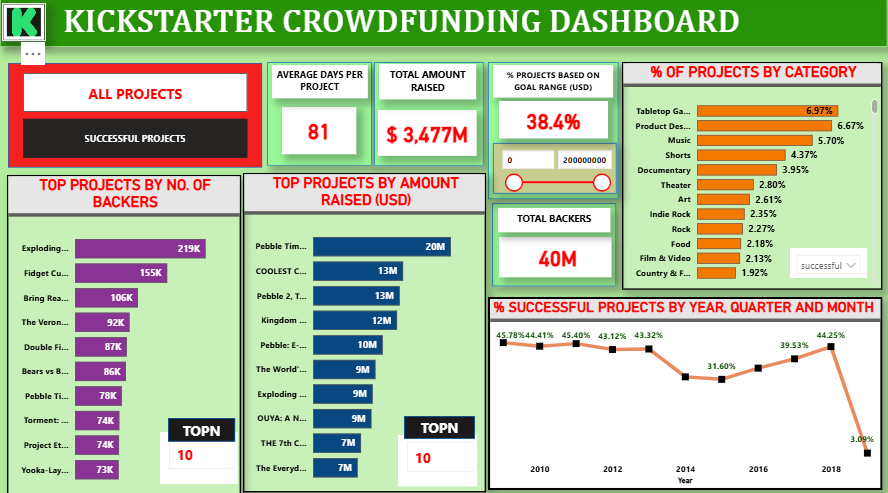 K
KICKSTARTER CROWDFUNDING DASHBOARD
...
ALL PROJECTS
SUCCESSFUL PROJECTS
AVERAGE DAYS PER
PROJECT
81
TOTAL AMOUNT
RAISED
$ 3,477M
% PROJECTS BASED ON
GOAL RANGE (USD)
38.4%
0
200000000
TOTAL BACKERS
40M
% OF PROJECTS BY CATEGORY
Tabletop Ga... 6.97%
Product Des... 6.67%
Music 5.70%
Shorts 4.37%
Documentary 3.95%
Theater 2.80%
Art 2.61%
Indie Rock 2.35%
Rock 2.27%
Food 2.18%
Film & Video 2.13%
Country & F... 1.92%
successful
TOP PROJECTS BY NO. OF
BACKERS
Exploding... 219K
Fidget Cu... 155K
Bring Rea... 106K
The Veron... 92K
Double Fi... 87K
Bears vs B... 86K
Pebble Ti... 78K
Torment: ... 74K
Project Et... 74K
Yooka-Lay... 73K
TOPN
10
TOP PROJECTS BY AMOUNT
RAISED (USD)
Pebble Tim... 20M
COOLEST C... 13M
Pebble 2, T... 13M
Kingdom ... 12M
Pebble: E-... 10M
The World'... 9M
Exploding ... 9M
OUYA: A N... 9M
THE 7th C... 7M
The Everyd... 7M
TOPN
10
% SUCCESSFUL PROJECTS BY YEAR, QUARTER AND MONTH
45.78% 44.41% 45.40% 43.12% 43.32% 31.60% 39.53% 44.25% 3.09%
2010 2012 2014 2016 2018
Year